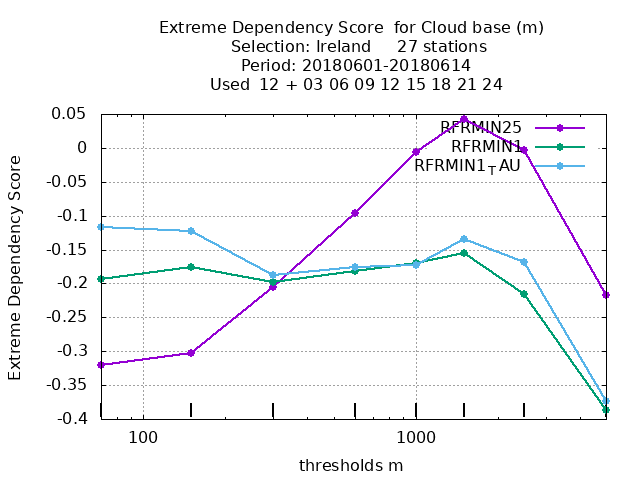 Extreme Dependency Score  for Cloud base (m)
Selection: Ireland     27 stations
Period: 20180601-20180614
Used  12 + 03 06 09 12 15 18 21 24
Extreme Dependency Score
0.05
0
-0.05
-0.1
-0.15
-0.2
-0.25
-0.3
-0.35
-0.4
RFRMIN25
RFRMIN1
RFRMIN1TAU
100
1000
thresholds m